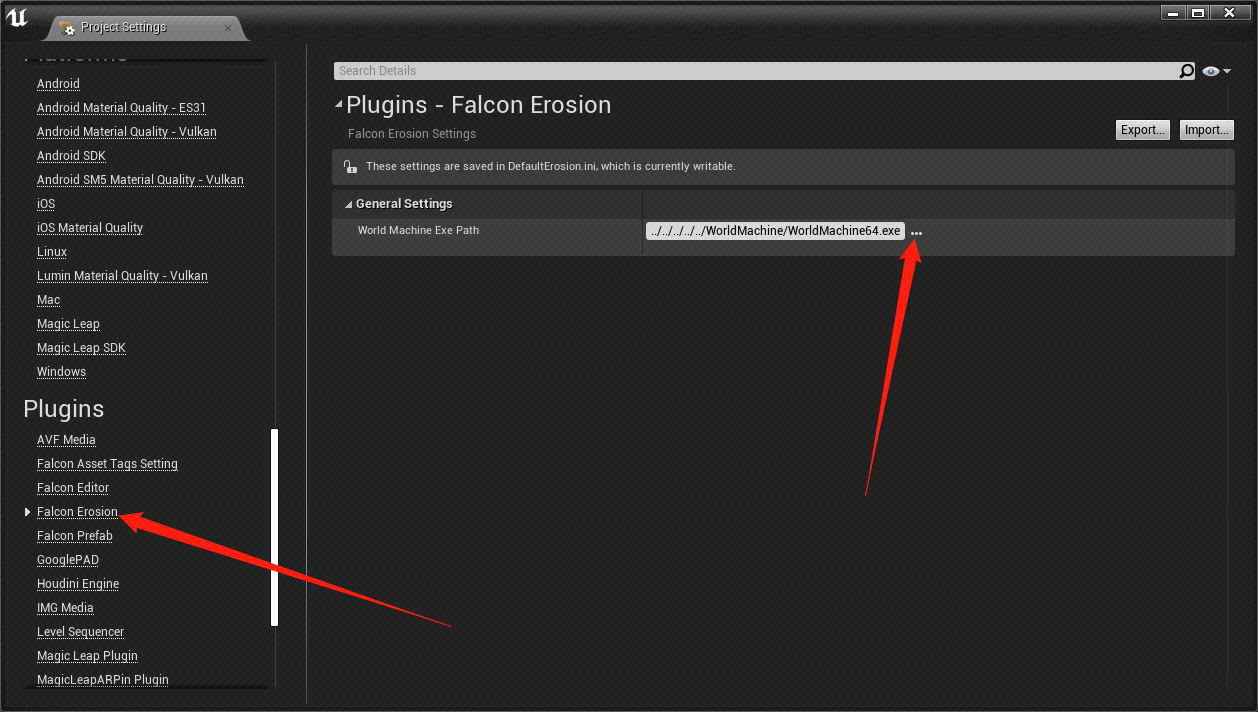 Project Settings
Platforms
Android
Android Material Quality - ES31
Android Material Quality - Vulkan
Android SDK
Android SM5 Material Quality - Vulkan
iOS
iOS Material Quality
Linux
Lumin Material Quality - Vulkan
Mac
Magic Leap
Magic Leap SDK
Windows
Plugins
AVF Media
Falcon Asset Tags Setting
Falcon Editor
Falcon Erosion
Falcon Prefab
GooglePAD
Houdini Engine
IMG Media
Level Sequencer
Magic Leap Plugin
MagicLeapARPin Plugin
Search Details
Plugins - Falcon Erosion
Falcon Erosion Settings
Export... Import...
These settings are saved in DefaultErosion.ini, which is currently writable.
General Settings
World Machine Exe Path ../../../../../WorldMachine/WorldMachine64.exe ...